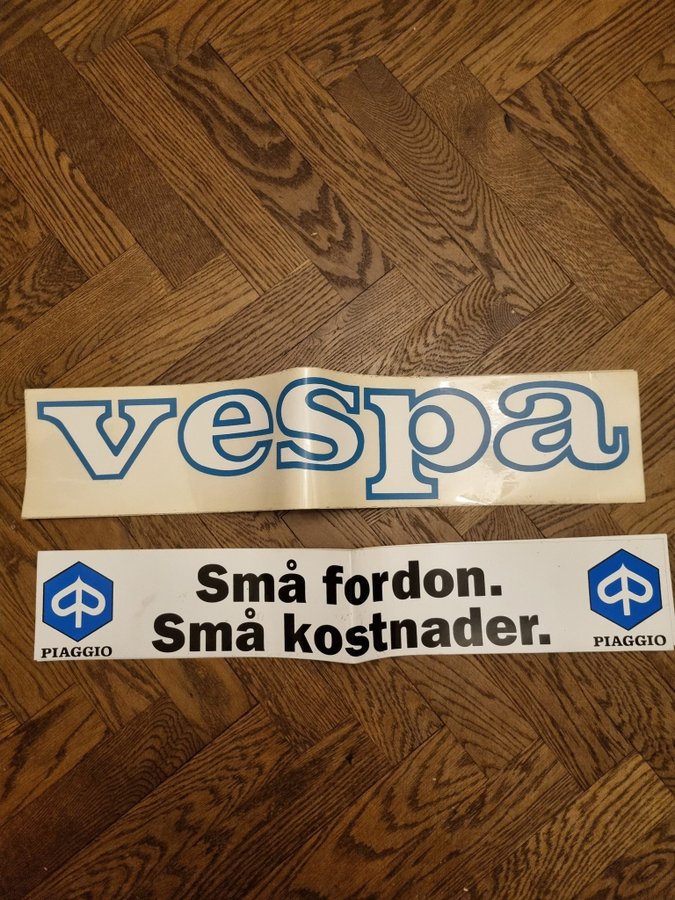 vespa
Små fordon.
Små kostnader.
PIAGGIO
PIAGGIO